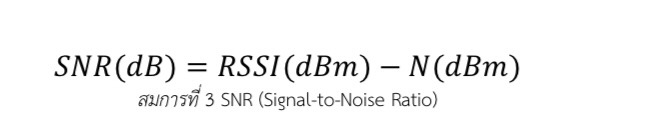 SNR(dB) = RSSI(dBm) − N(dBm)
สมการที่ 3 SNR (Signal-to-Noise Ratio)